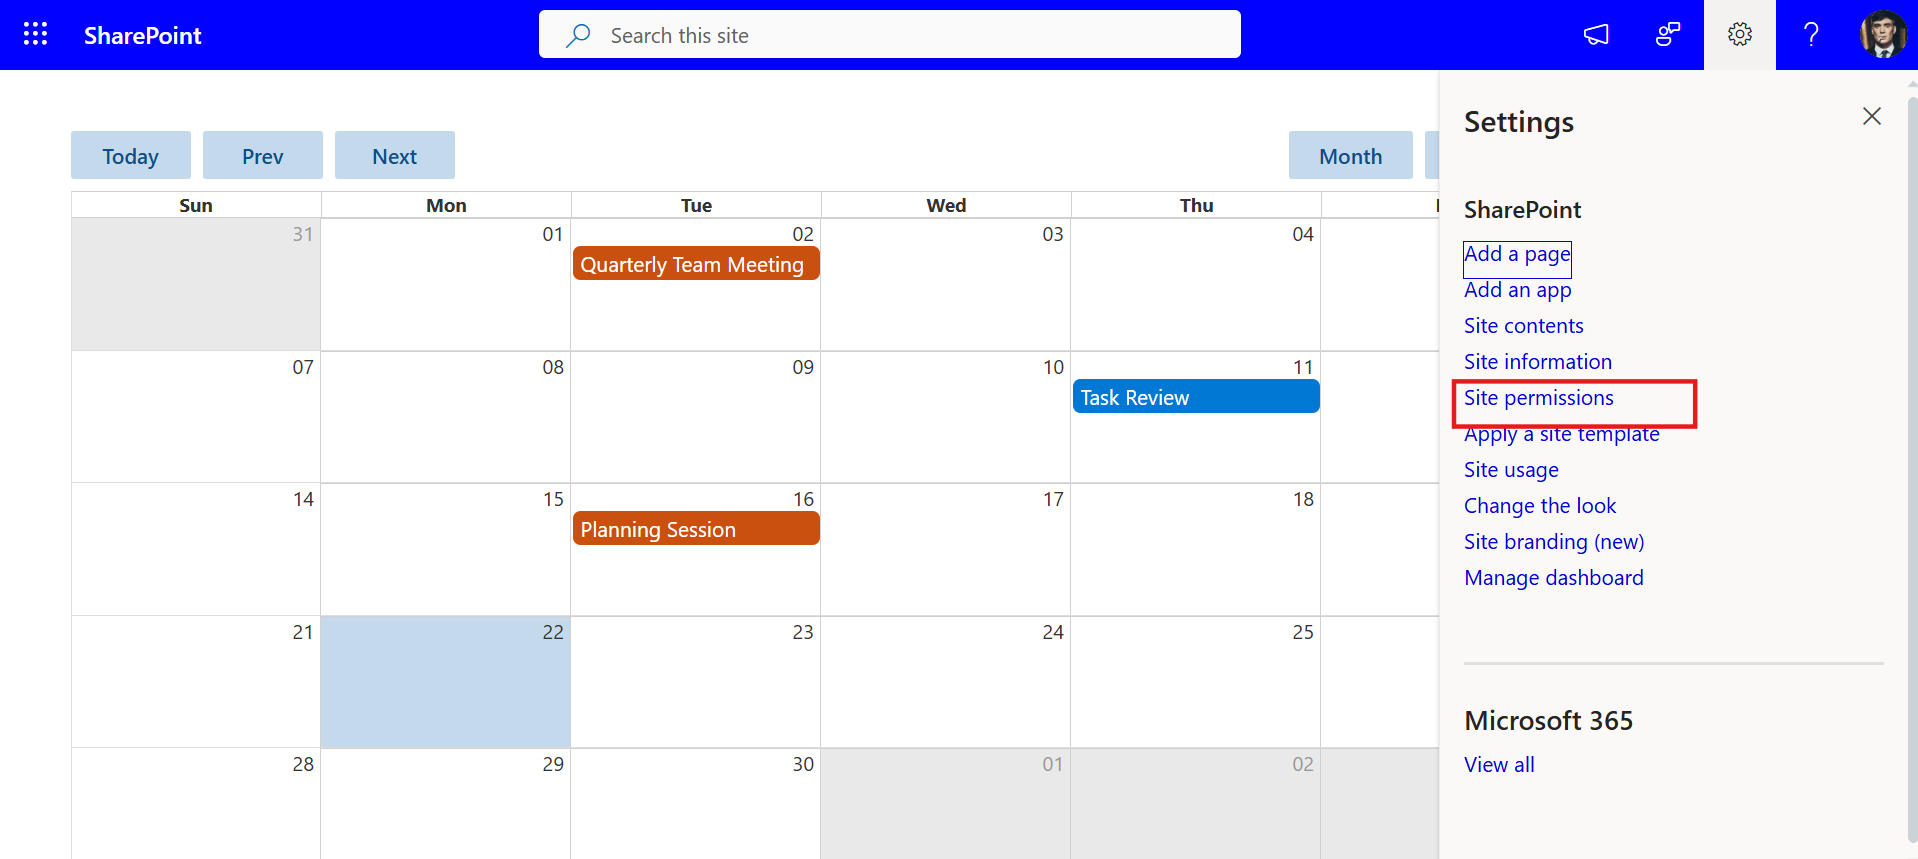 SharePoint
Search this site
Settings
Today Prev Next Month
SharePoint
Sun Mon Tue Wed Thu
Add a page
Add an app
Site contents
Site information
Site permissions
Apply a site template
Site usage
Change the look
Site branding (new)
Manage dashboard
Microsoft 365
View all
31 01 02 03 04
Quarterly Team Meeting
07 08 09 10 11
Task Review
14 15 16 17 18
Planning Session
21 22 23 24 25
28 29 30 01 02